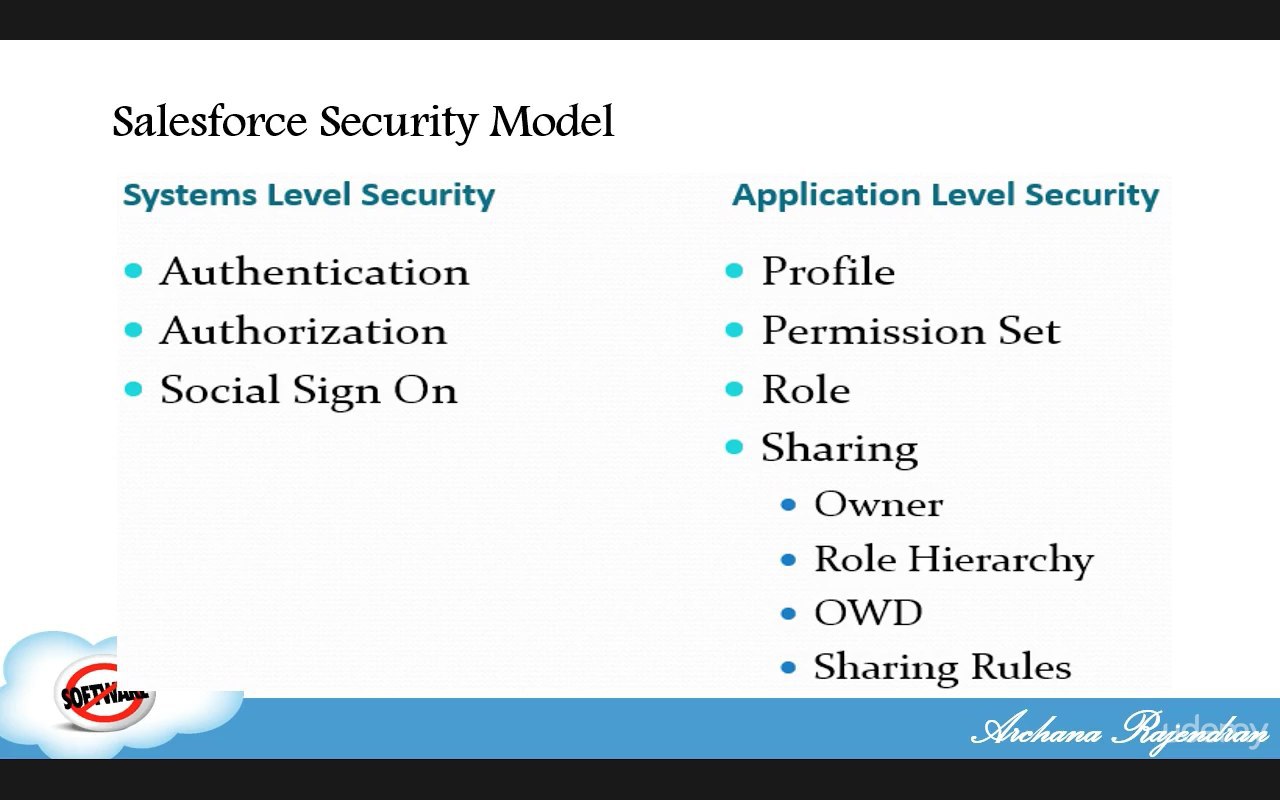 Salesforce Security Model
Systems Level Security
Authentication
Authorization
Social Sign On
Application Level Security
Profile
Permission Set
Role
Sharing
Owner
Role Hierarchy
OWD
Sharing Rules
SOFTWARE
Archana Rajendran
udemy